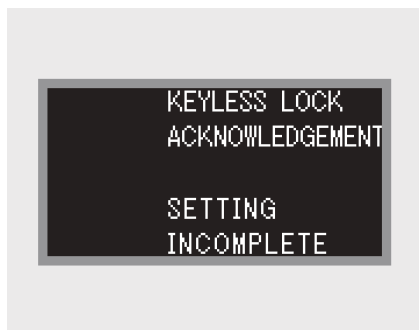 KEYLESS LOCK
ACKNOWLEDGEMENT
SETTING
INCOMPLETE